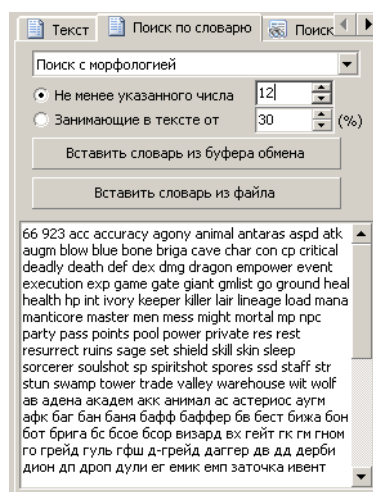 Текст
Поиск по словарю
Поиск
Поиск с морфологией
Не менее указанного числа 12
Занимающие в тексте от 30 (%)
Вставить словарь из буфера обмена
Вставить словарь из файла
66 923 acc accuracy agony animal antaras aspd atk
augm blow blue bone briga cave char con cp critical
deadly death def dex dmg dragon empower event
execution exp game gate giant gmlist go ground heal
health hp int ivory keeper killer lair lineage load mana
manticore master men mess might mortal mp npc
party pass points pool power private res rest
resurrect ruins sage set shield skill skin sleep
sorcerer soulshot sp spiritshot spores ssd staff str
stun swamp tower trade valley warehouse wit wolf
ав адена академ акк анимал ас астериос аугм
афк баг бан баня бафф баффер бв бест бижа бон
бот брига бс бсое бсор визард вх гейт гк гм гном
го грейд гуль гфш д-грейд даггер дв дд дерби
дион дп дроп дули ег емик емп заточка ивент